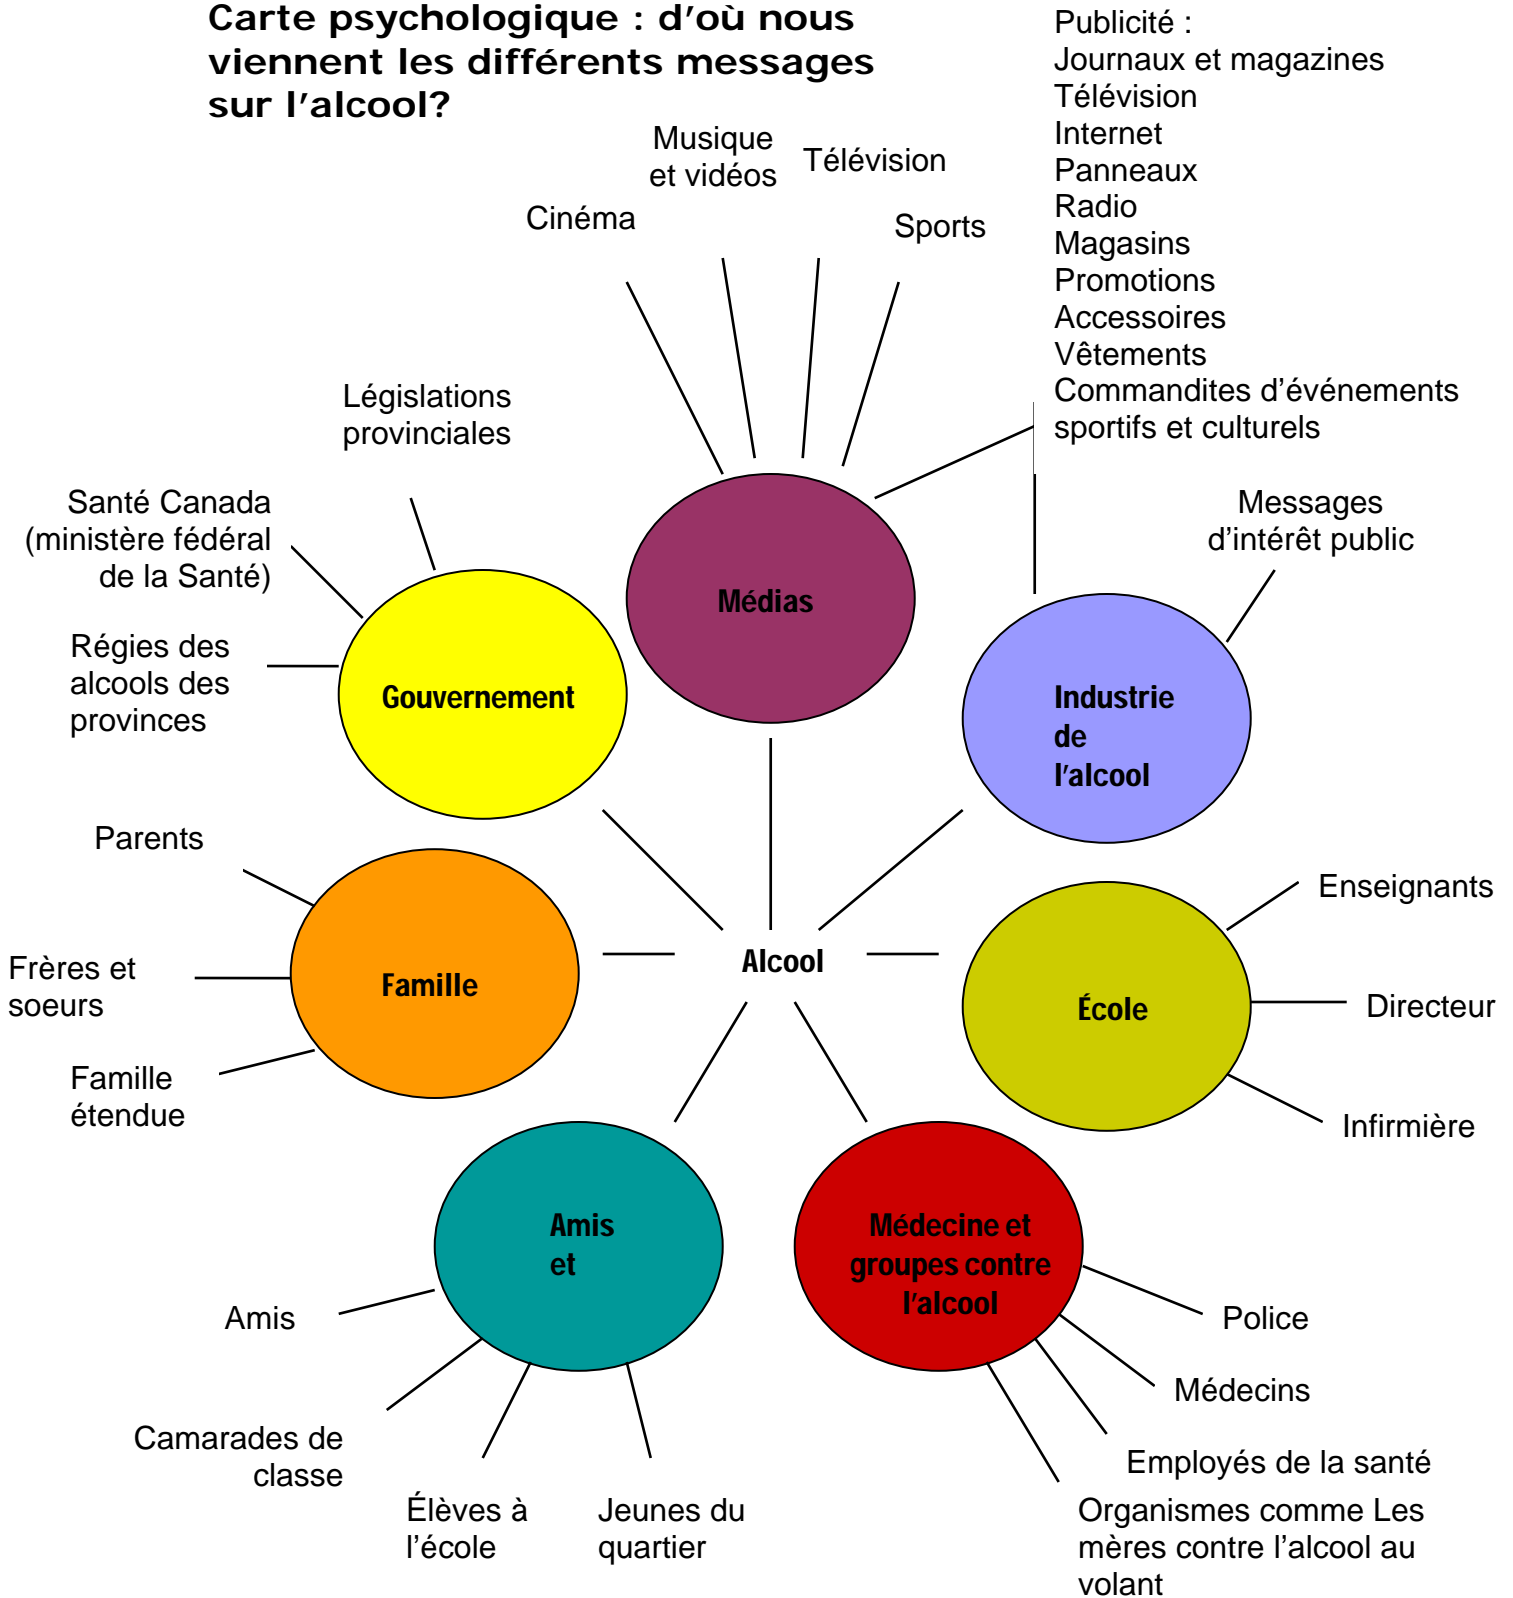 Carte psychologique : d'où nous
viennent les différents messages
sur l'alcool?
Publicité :
Journaux et magazines
Télévision
Internet
Panneaux
Radio
Magasins
Promotions
Accessoires
Vêtements
Commandites d'événements
sportifs et culturels
Musique
et vidéos
Télévision
Cinéma
Sports
Législations
provinciales
Santé Canada
(ministère fédéral
de la Santé)
Régies des
alcools des
provinces
Messages
d'intérêt public
Médias
Gouvernement
Industrie
de
l'alcool
Parents
Frères et
soeurs
Famille
étendue
Famille
Alcool
École
Enseignants
Directeur
Infirmière
Amis
et
Médecine et
groupes contre
l'alcool
Amis
Camarades de
classe
Élèves à
l'école
Jeunes du
quartier
Police
Médecins
Employés de la santé
Organismes comme Les
mères contre l'alcool au
volant